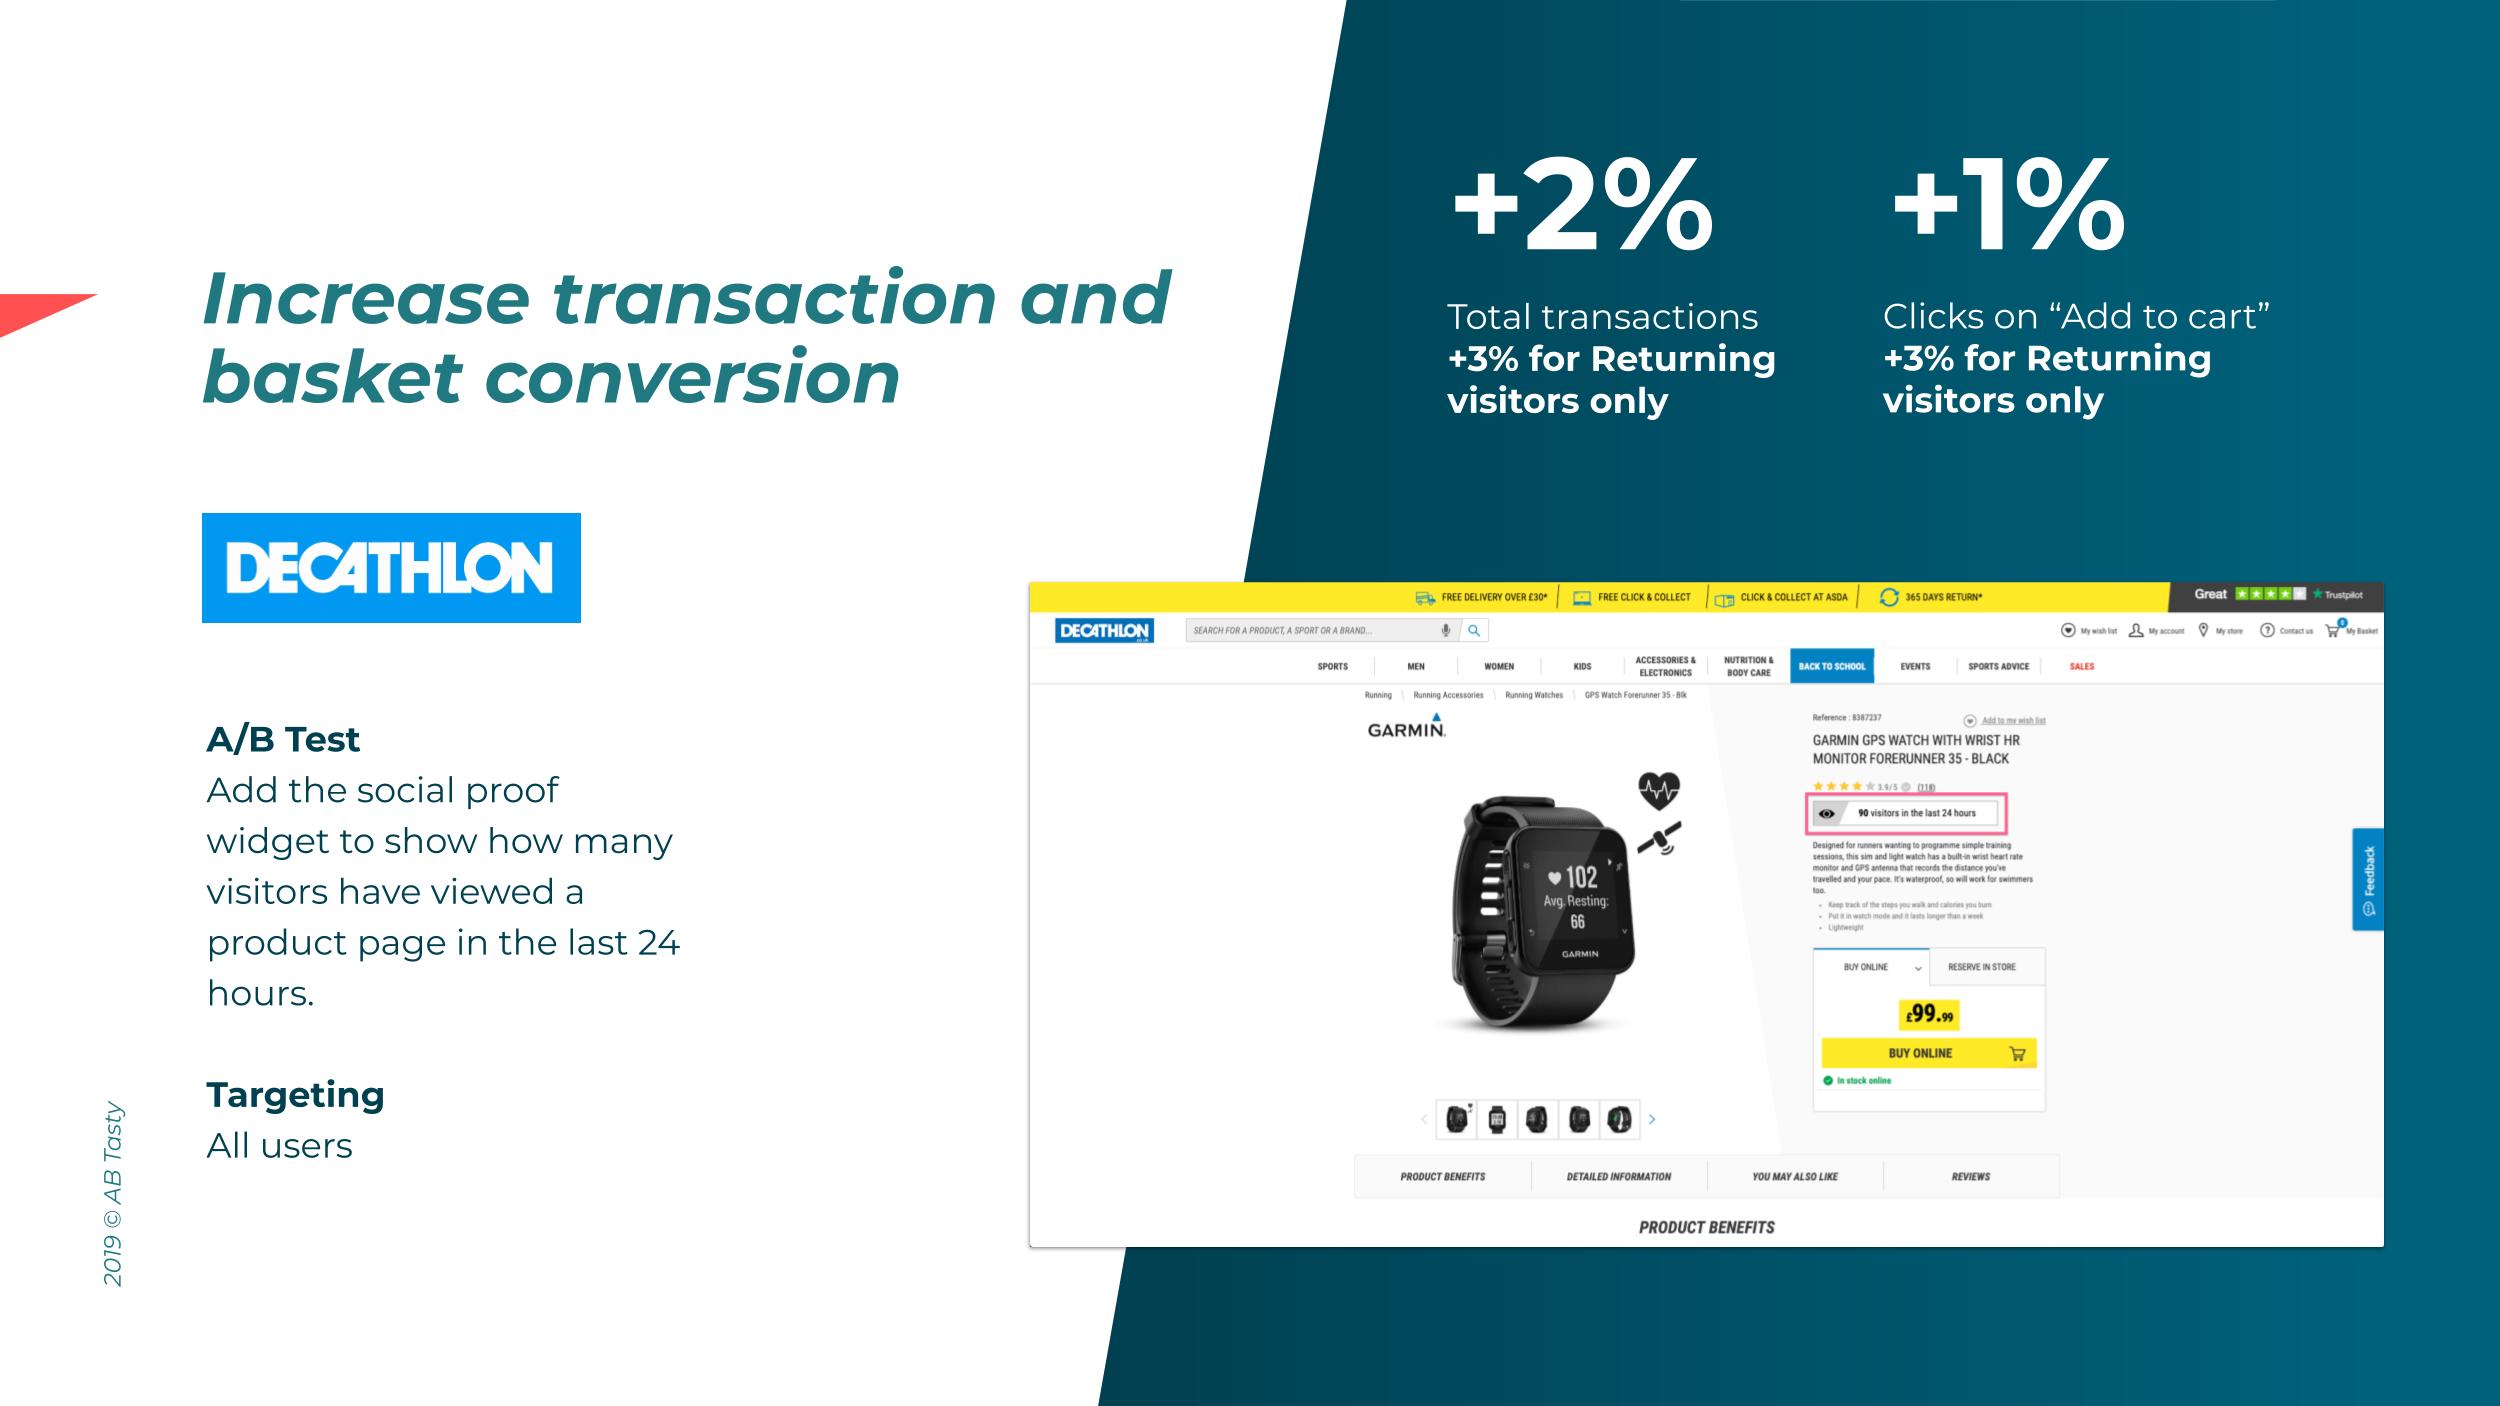 Increase transaction and
basket conversion
DECATHLON
A/B Test
Add the social proof
widget to show how many
visitors have viewed a
product page in the last 24
hours.
Targeting
All users
2019 © AB Tasty
+2%
Total transactions
+3% for Returning
visitors only
+1%
Clicks on “Add to cart”
+3% for Returning
visitors only
FREE DELIVERY OVER £30*
FREE CLICK & COLLECT
CLICK & COLLECT AT ASDA
365 DAYS RETURN*
Great
Trustpilot
DECATHLON
SEARCH FOR A PRODUCT, A SPORT OR A BRAND...
My wish list
My account
My store
Contact us
My Basket
SPORTS
MEN
WOMEN
KIDS
ACCESSORIES &
ELECTRONICS
NUTRITION &
BODY CARE
BACK TO SCHOOL
EVENTS
SPORTS ADVICE
SALES
Running
Running Accessories
Running Watches
GPS Watch Forerunner 35 - Blk
GARMIN
Reference : 8387237
Add to my wish list
GARMIN GPS WATCH WITH WRIST HR
MONITOR FORERUNNER 35 - BLACK
3.9/5 (118)
90 visitors in the last 24 hours
Designed for runners wanting to programme simple training
sessions, this sim and light watch has a built-in wrist heart rate
monitor and GPS antenna that records the distance you've
travelled and your pace. It's waterproof, so will work for swimmers
too.
Keep track of the steps you walk and calories you burn
Put it in watch mode and it lasts longer than a week
Lightweight
102
Avg. Resting:
66
GARMIN
Feedback
BUY ONLINE
RESERVE IN STORE
£99.99
BUY ONLINE
In stock online
PRODUCT BENEFITS
DETAILED INFORMATION
YOU MAY ALSO LIKE
REVIEWS
PRODUCT BENEFITS